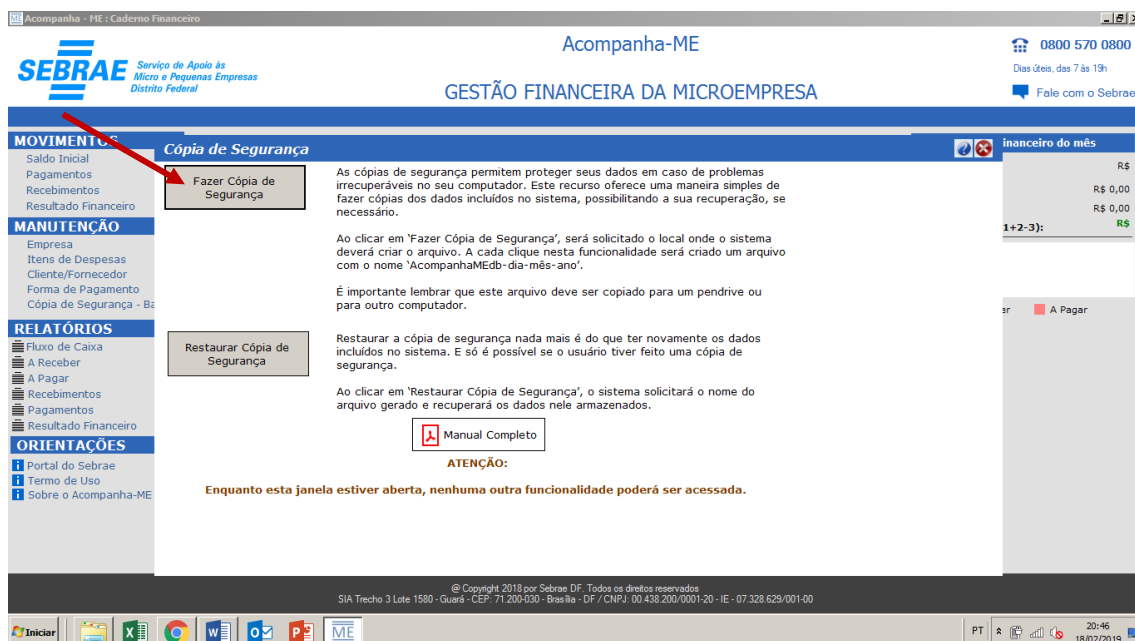 Acompanha - ME : Caderno Financeiro
SEBRAE
Serviço de Apoio às
Micro e Pequenas Empresas
Distrito Federal
Acompanha-ME
GESTÃO FINANCEIRA DA MICROEMPRESA
0800 570 0800
Dias úteis, das 7 às 19h
Fale com o Sebrae
MOVIMENTOS
Saldo Inicial
Pagamentos
Recebimentos
Resultado Financeiro
MANUTENÇÃO
Empresa
Itens de Despesas
Cliente/Fornecedor
Forma de Pagamento
Cópia de Segurança - Ba
RELATÓRIOS
Fluxo de Caixa
A Receber
A Pagar
Recebimentos
Pagamentos
Resultado Financeiro
ORIENTAÇÕES
Portal do Sebrae
Termo de Uso
Sobre o Acompanha-ME
Cópia de Segurança
Fazer Cópia de
Segurança
As cópias de segurança permitem proteger seus dados em caso de problemas
irrecuperáveis no seu computador. Este recurso oferece uma maneira simples de
fazer cópias dos dados incluídos no sistema, possibilitando a sua recuperação, se
necessário.
Ao clicar em 'Fazer Cópia de Segurança', será solicitado o local onde o sistema
deverá criar o arquivo. A cada clique nesta funcionalidade será criado um arquivo
com o nome 'AcompanhaMEdb-dia-mês-ano'.
É importante lembrar que este arquivo deve ser copiado para um pendrive ou
para outro computador.
Restaurar Cópia de
Segurança
Restaurar a cópia de segurança nada mais é do que ter novamente os dados
incluídos no sistema. E só é possível se o usuário tiver feito uma cópia de
segurança.
Ao clicar em 'Restaurar Cópia de Segurança', o sistema solicitará o nome do
arquivo gerado e recuperará os dados nele armazenados.
Manual Completo
ATENÇÃO:
Enquanto esta janela estiver aberta, nenhuma outra funcionalidade poderá ser acessada.
inanceiro do mês
R$
R$ 0,00
R$ 0,00
1+2-3): R$
er A Pagar
@ Copyright 2018 por Sebrae DF. Todos os direitos reservados
SIA Trecho 3 Lote 1580 - Guará - CEP: 71.200-030 - Brasília - DF / CNPJ: 00.438.200/0001-20 - IE - 07.328.629/001-00
Iniciar
ME
PT
20:46
18/02/2019